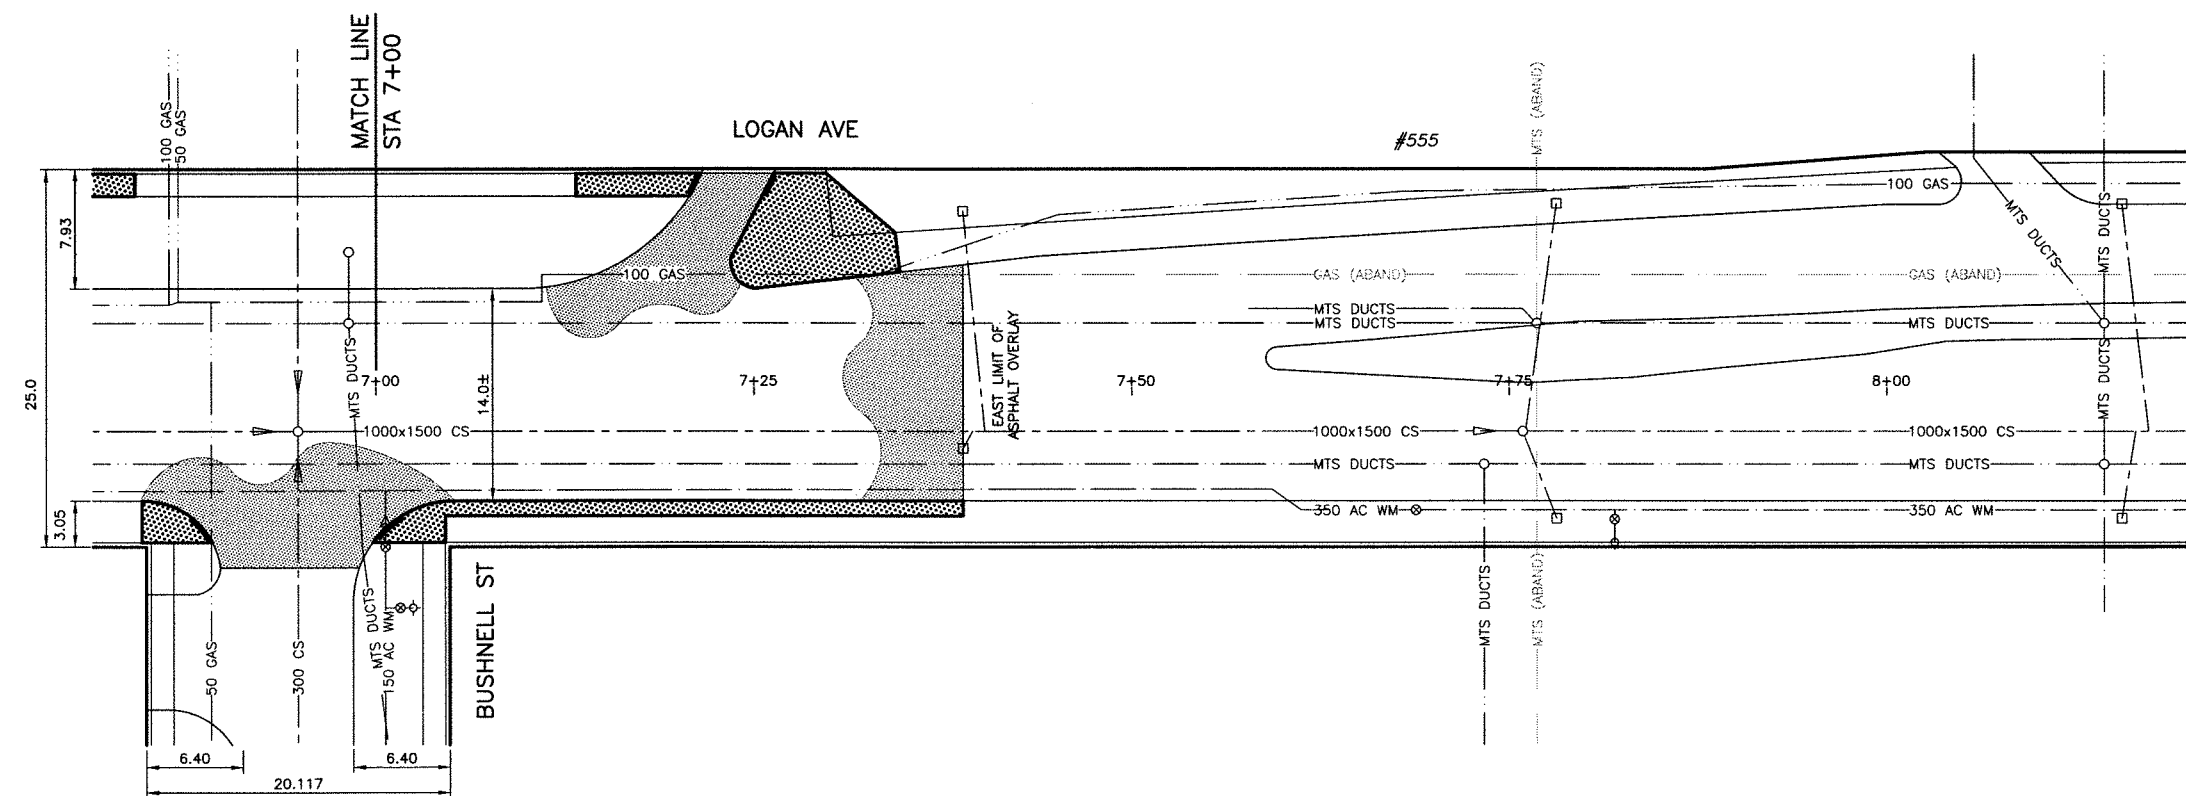 MATCH LINE
STA 7+00
100 GAS
50 GAS
LOGAN AVE
#555
MTS (ABAND)
100 GAS
7.93
25.0
3.05
100 GAS
GAS (ABAND)
GAS (ABAND)
MTS DUCTS
MTS DUCTS
MTS DUCTS
MTS DUCTS
MTS DUCTS
MTS DUCTS
MTS DUCTS
EAST LIMIT OF
ASPHALT OVERLAY
14.0±
7+00
7+25
7+50
7+75
8+00
1000x1500 CS
1000x1500 CS
1000x1500 CS
MTS DUCTS
MTS DUCTS
350 AC WM
350 AC WM
BUSHNELL ST
50 GAS
300 CS
MTS DUCTS
150 AC WM
MTS DUCTS
MTS (ABAND)
6.40
6.40
20.117